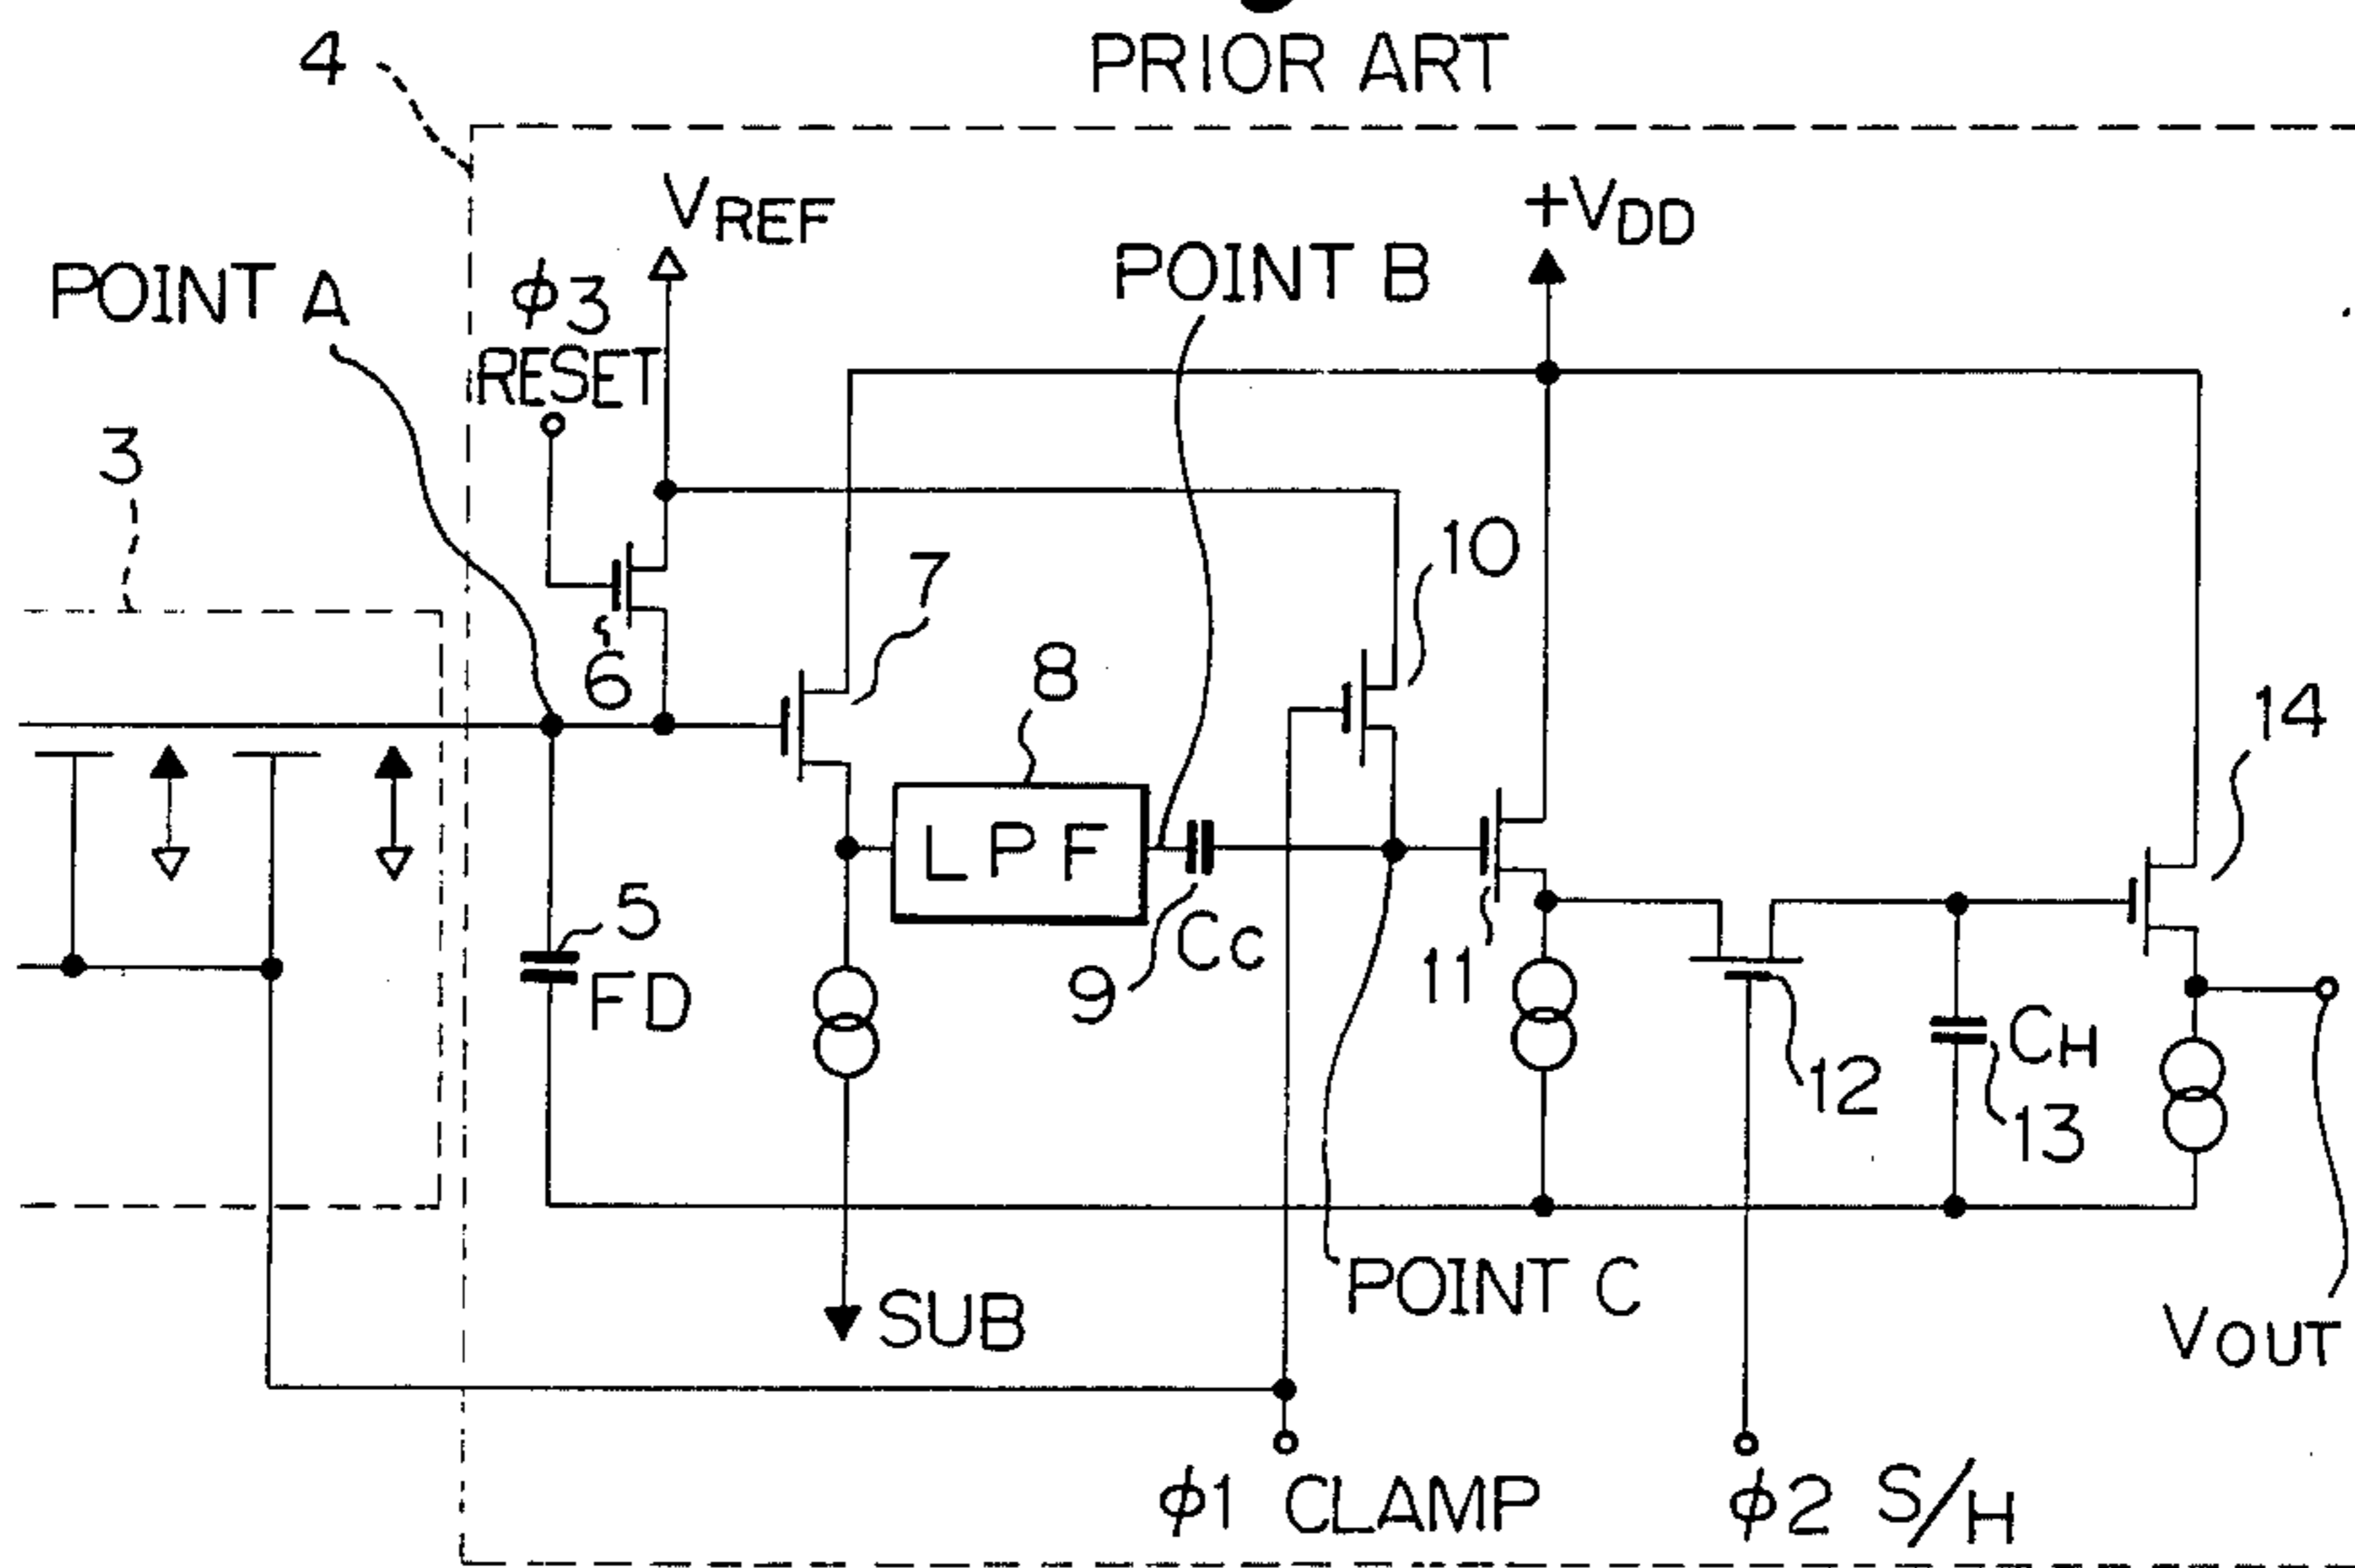 PRIOR ART
4
VREF
+VDD
POINT A
φ3
RESET
POINT B
3
10
7
6
8
14
LPF
5
FD
9
Cc
11
12
CH
13
SUB
POINT C
VOUT
φ1 CLAMP
φ2 S/H